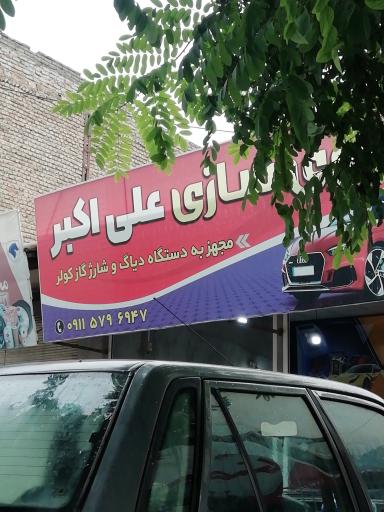 سازی علی اکبر
مجهز به دستگاه دیاگ و شارژ گاز کولر
۰۹۱۱ ۵۷۹ ۶۹۴۷